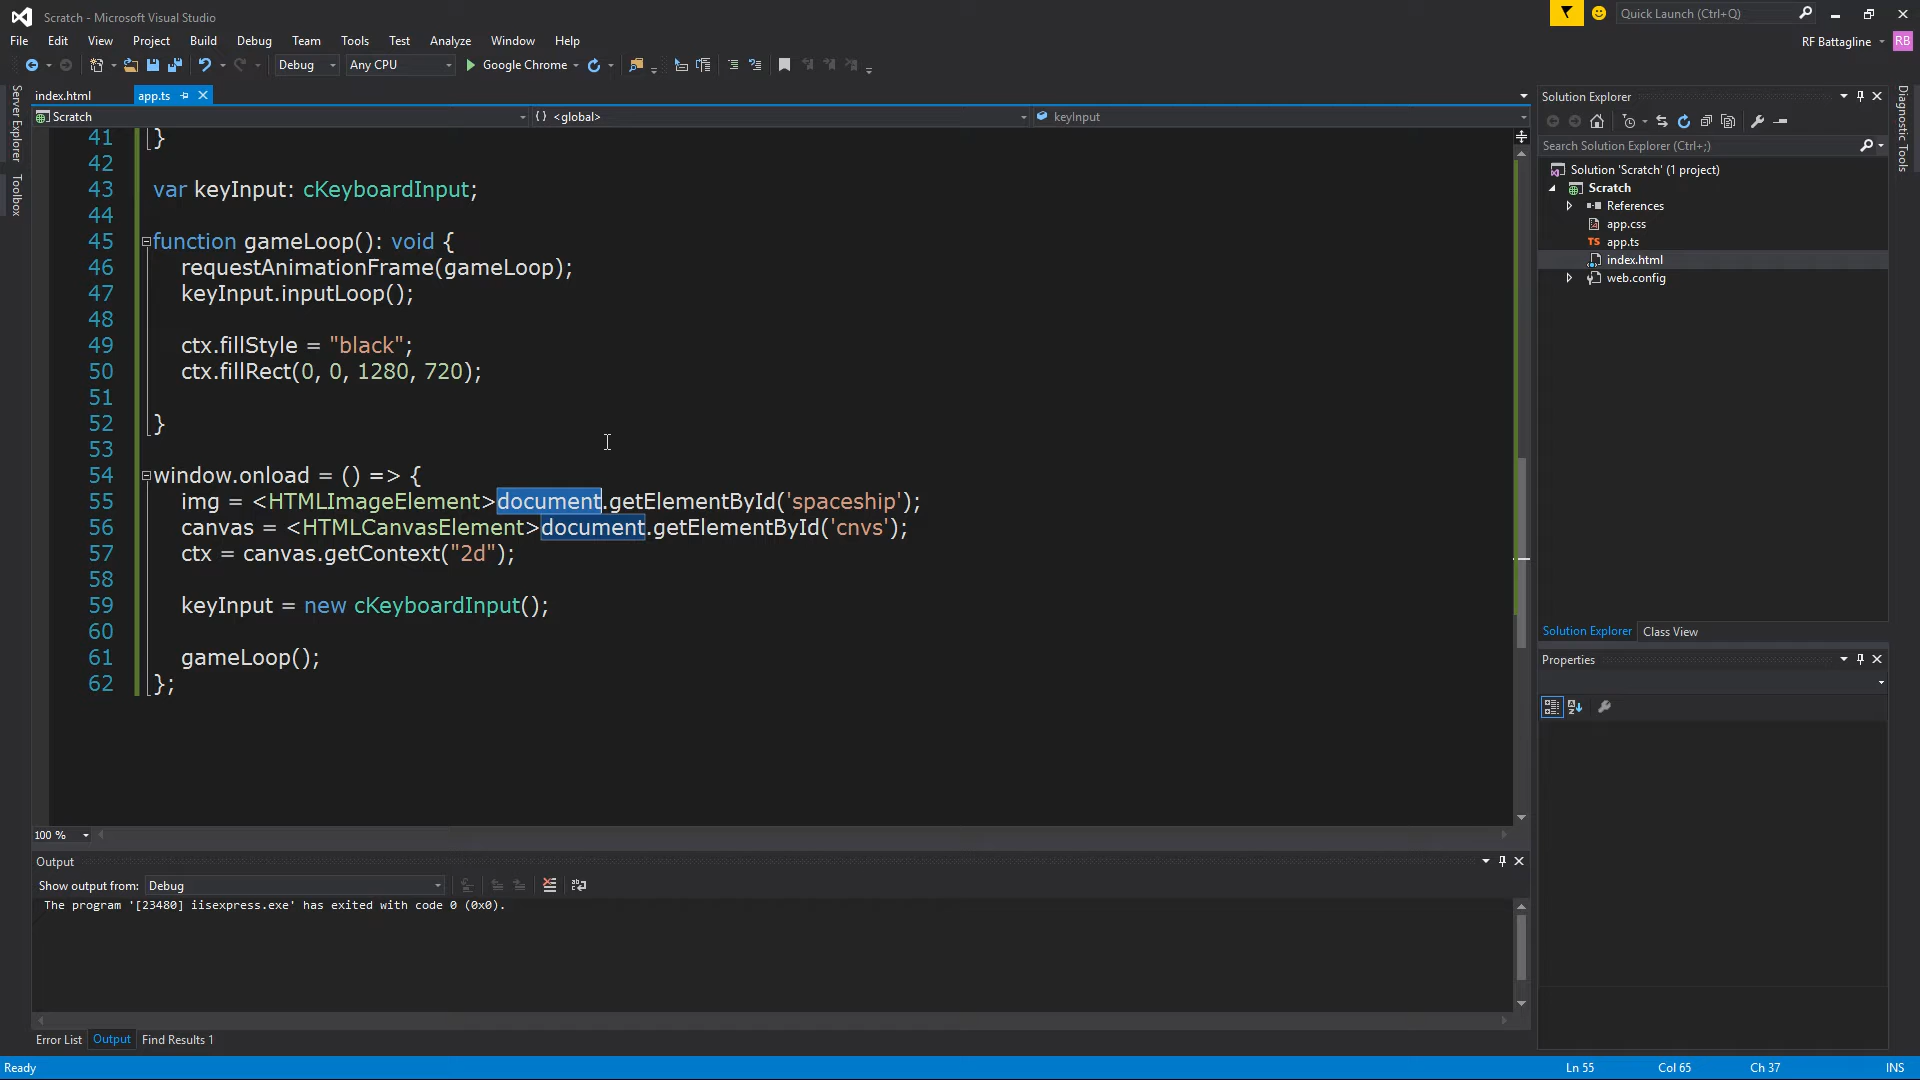 Scratch - Microsoft Visual Studio
Quick Launch (Ctrl+Q)
File Edit View Project Build Debug Team Tools Test Analyze Window Help
RF Battagline RB
Debug Any CPU Google Chrome
Server Explorer
Toolbox
index.html app.ts
Scratch {} <global> keyInput
41 }
42
43 var keyInput: cKeyboardInput;
44
45 function gameLoop(): void {
46 requestAnimationFrame(gameLoop);
47 keyInput.inputLoop();
48
49 ctx.fillStyle = "black";
50 ctx.fillRect(0, 0, 1280, 720);
51
52 }
53
54 window.onload = () => {
55 img = <HTMLImageElement>document.getElementById('spaceship');
56 canvas = <HTMLCanvasElement>document.getElementById('cnvs');
57 ctx = canvas.getContext("2d");
58
59 keyInput = new cKeyboardInput();
60
61 gameLoop();
62 };
100 %
Output
Show output from: Debug
The program '[23480] iisexpress.exe' has exited with code 0 (0x0).
Error List Output Find Results 1
Solution Explorer
Search Solution Explorer (Ctrl+;)
Solution 'Scratch' (1 project)
Scratch
References
app.css
TS app.ts
index.html
web.config
Solution Explorer Class View
Properties
Diagnostic Tools
Ready Ln 55 Col 65 Ch 37 INS